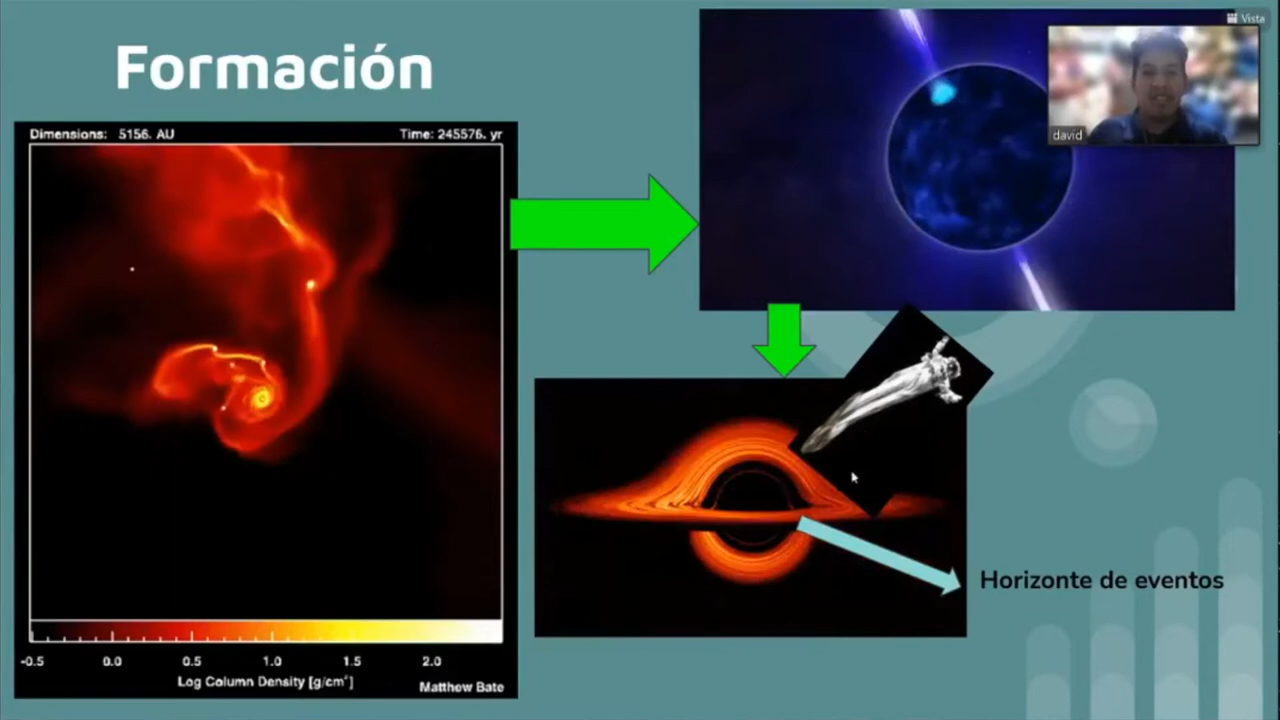 Formación
Vista
david
Dimensions: 5156. AU
Time: 245576. yr
-0.5 0.0 0.5 1.0 1.5 2.0
Log Column Density [g/cm²]
Matthew Bate
Horizonte de eventos